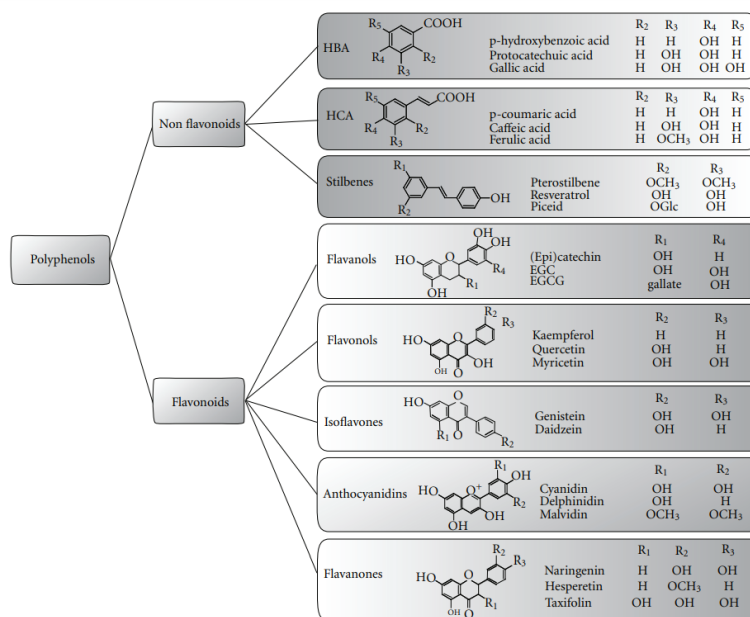 Polyphenols
Non flavonoids
Flavonoids
HBA
COOH
R5
R4
R2
R3
R2 R3 R4 R5
p-hydroxybenzoic acid H H OH H
Protocatechuic acid H OH OH H
Gallic acid H OH OH OH
HCA
R5
COOH
R4
R2
R3
R2 R3 R4 R5
p-coumaric acid H H OH H
Caffeic acid H OH OH H
Ferulic acid H OCH3 OH H
Stilbenes
R1
OH
R2
R2 R3
Pterostilbene OCH3 OCH3
Resveratrol OH OH
Piceid OGlc OH
Flavanols
OH
OH
HO
O
R4
R1
OH
R1 R4
(Epi)catechin OH H
EGC OH OH
EGCG gallate OH
Flavonols
R2
R3
HO
O
OH
OH
O
R2 R3
Kaempferol H H
Quercetin OH H
Myricetin OH OH
Isoflavones
HO
O
R1
O
R2
R2 R3
Genistein OH OH
Daidzein OH H
Anthocyanidins
R1
OH
HO
O+
R2
OH
OH
R1 R2
Cyanidin OH OH
Delphinidin OH H
Malvidin OCH3 OCH3
Flavanones
R2
R3
HO
O
R1
OH
O
R1 R2 R3
Naringenin H OH OH
Hesperetin H OCH3 H
Taxifolin OH OH OH